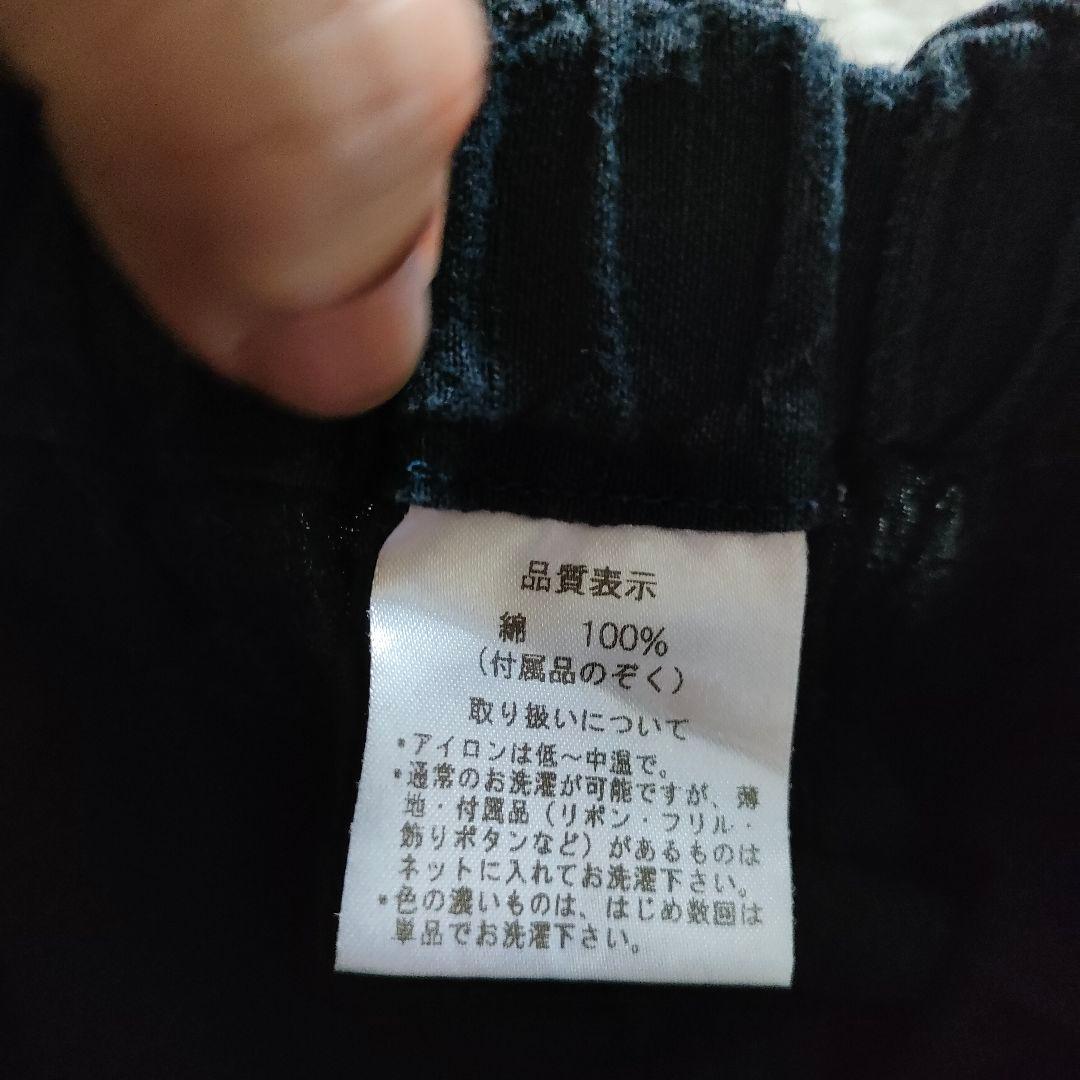 品質表示
綿 100%
(付属品のぞく)
取り扱いについて
*アイロンは低～中温で。
*通常のお洗濯が可能ですが、薄
地・付属品(リボン・フリル・
飾りボタンなど)があるものは
ネットに入れてお洗濯下さい。
*色の濃いものは、はじめ数回は
単品でお洗濯下さい。